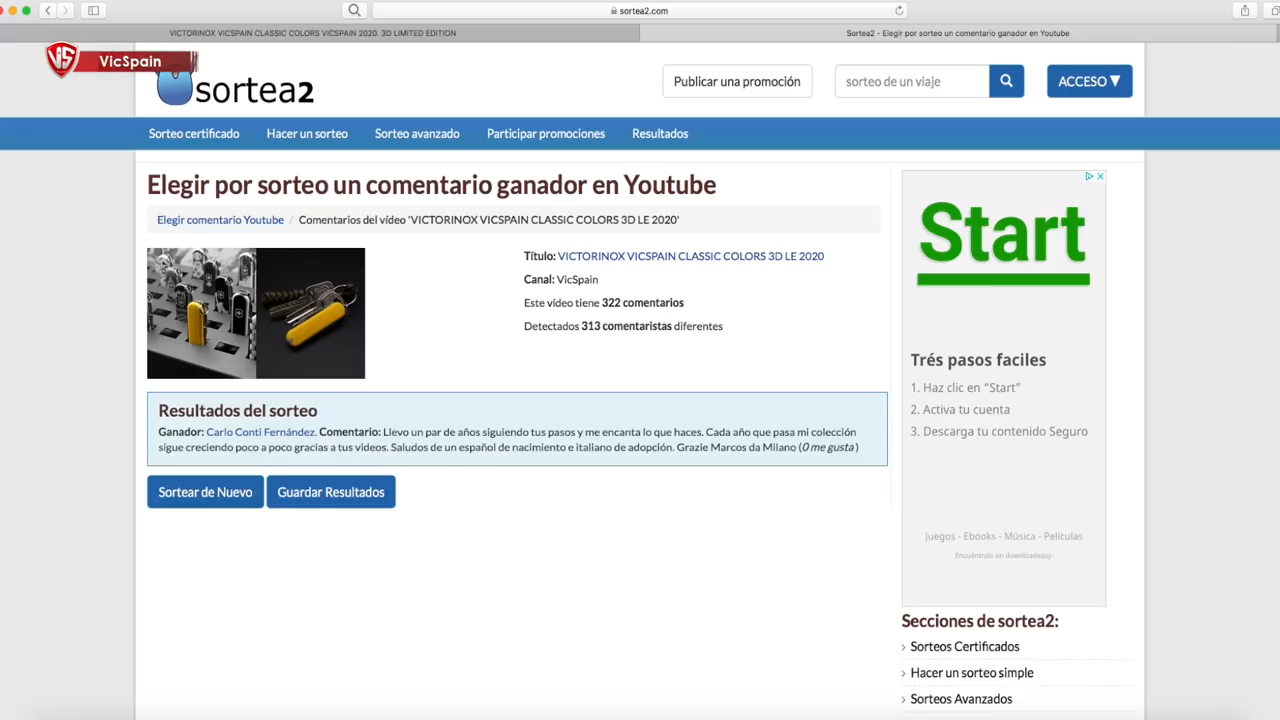 sortea2.com
VICTORINOX VICSPAIN CLASSIC COLORS VICSPAIN 2020. 3D LIMITED EDITION
Sortea2 - Elegir por sorteo un comentario ganador en Youtube
VS VicSpain
sortea2
Publicar una promoción
sorteo de un viaje
ACCESO▼
Sorteo certificado
Hacer un sorteo
Sorteo avanzado
Participar promociones
Resultados
Elegir por sorteo un comentario ganador en Youtube
Elegir comentario Youtube / Comentarios del vídeo 'VICTORINOX VICSPAIN CLASSIC COLORS 3D LE 2020'
Título: VICTORINOX VICSPAIN CLASSIC COLORS 3D LE 2020
Canal: VicSpain
Este vídeo tiene 322 comentarios
Detectados 313 comentaristas diferentes
Resultados del sorteo
Ganador: Carlo Conti Fernández. Comentario: Llevo un par de años siguiendo tus pasos y me encanta lo que haces. Cada año que pasa mi colección
sigue creciendo poco a poco gracias a tus videos. Saludos de un español de nacimiento e italiano de adopción. Grazie Marcos da Milano (0 me gusta )
Sortear de Nuevo
Guardar Resultados
Start
Trés pasos faciles
1. Haz clic en “Start”
2. Activa tu cuenta
3. Descarga tu contenido Seguro
Juegos - Ebooks - Música - Películas
Encuéntralo en downloadeasy·
Secciones de sortea2:
› Sorteos Certificados
› Hacer un sorteo simple
› Sorteos Avanzados